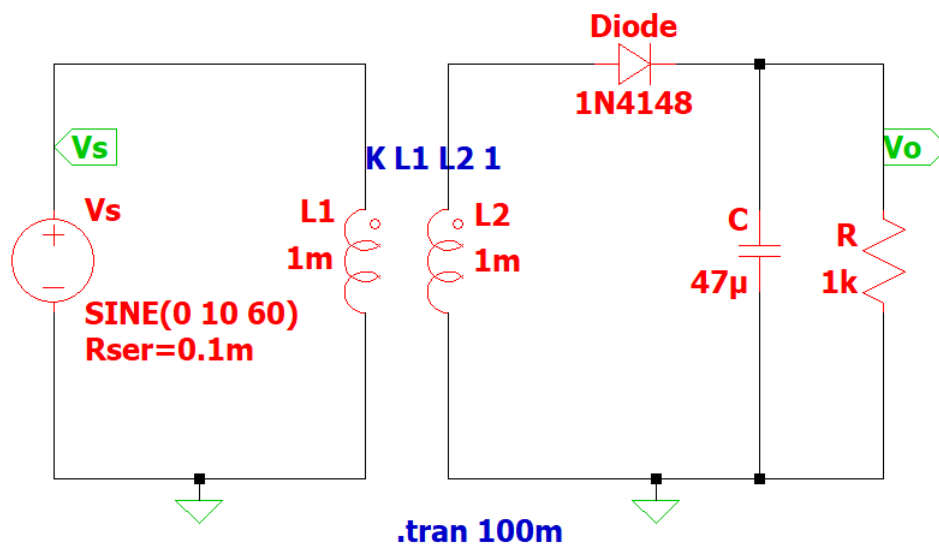 Diode
1N4148
Vs
Vo
K L1 L2 1
Vs
L1
L2
1m
1m
C
R
47µ
1k
SINE(0 10 60)
Rser=0.1m
.tran 100m